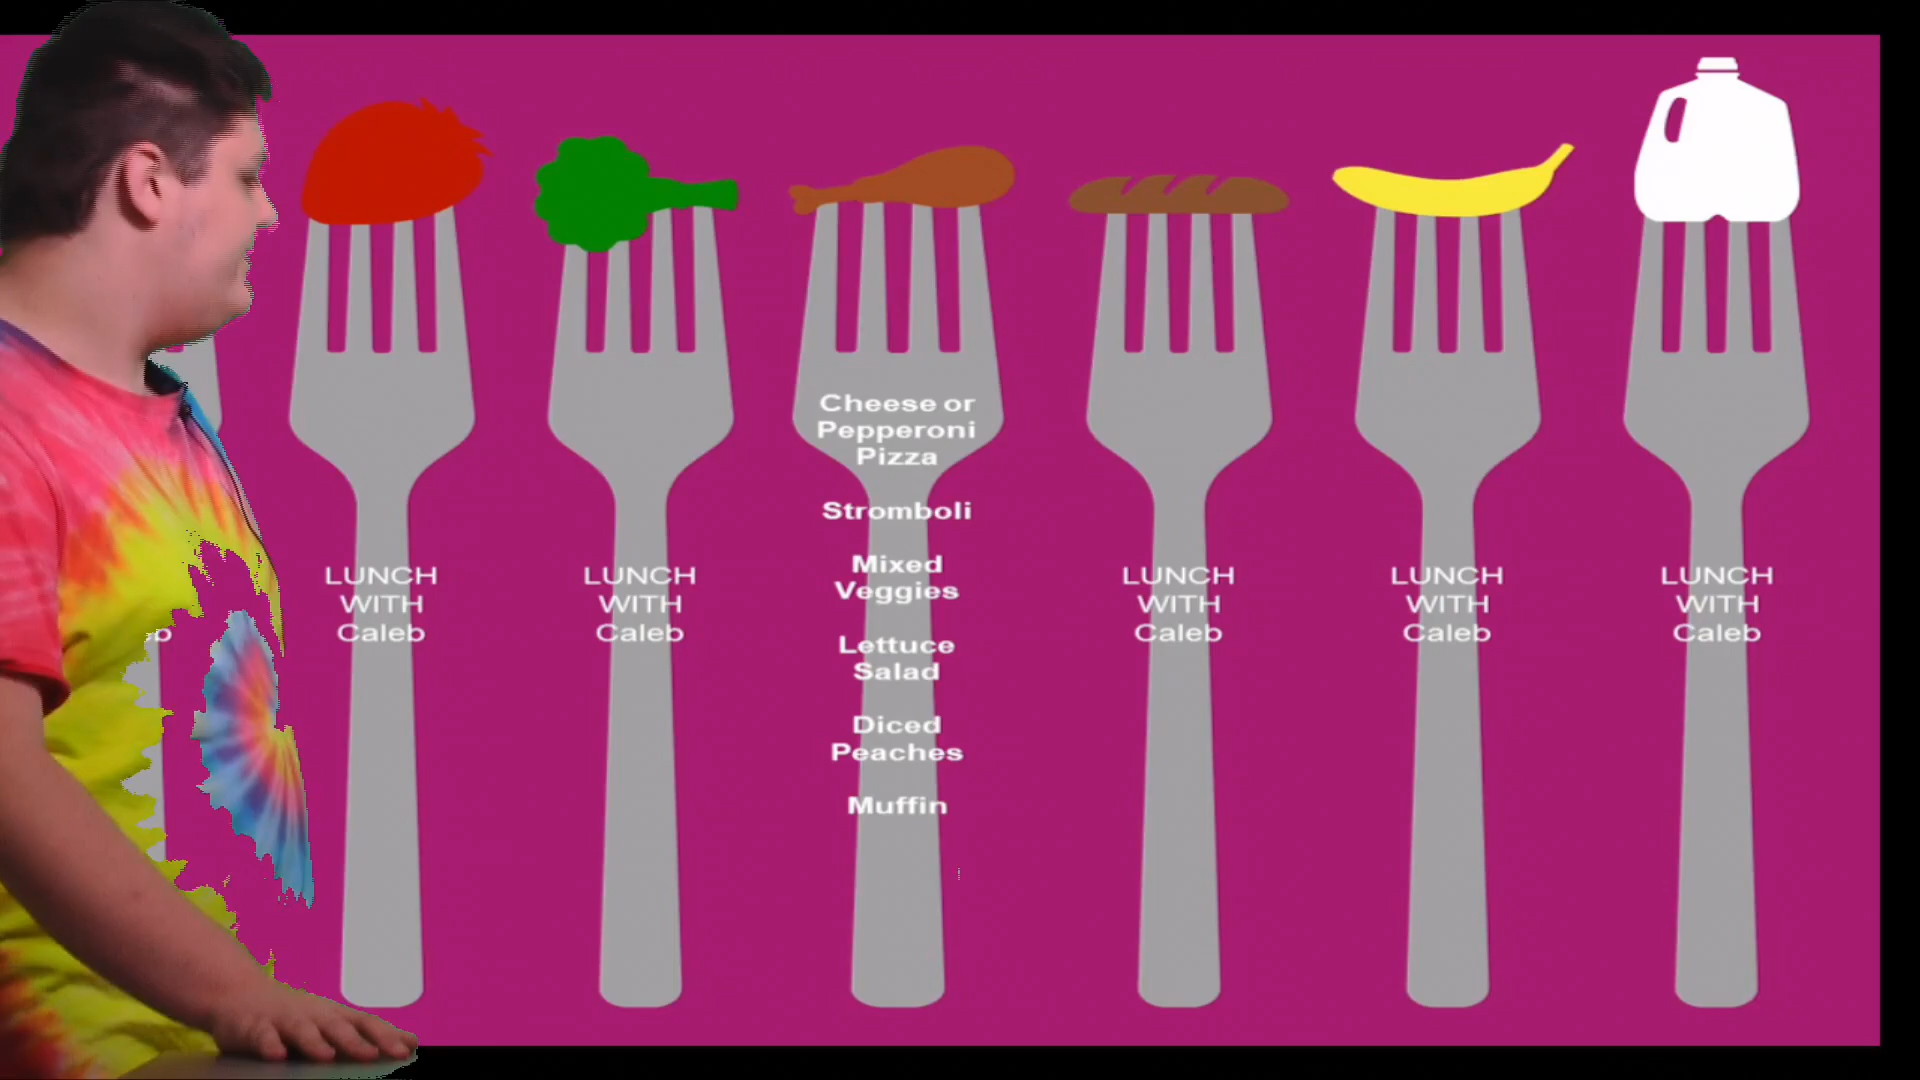 LUNCH
WITH
Caleb
LUNCH
WITH
Caleb
Cheese or
Pepperoni
Pizza
Stromboli
Mixed
Veggies
Lettuce
Salad
Diced
Peaches
Muffin
LUNCH
WITH
Caleb
LUNCH
WITH
Caleb
LUNCH
WITH
Caleb